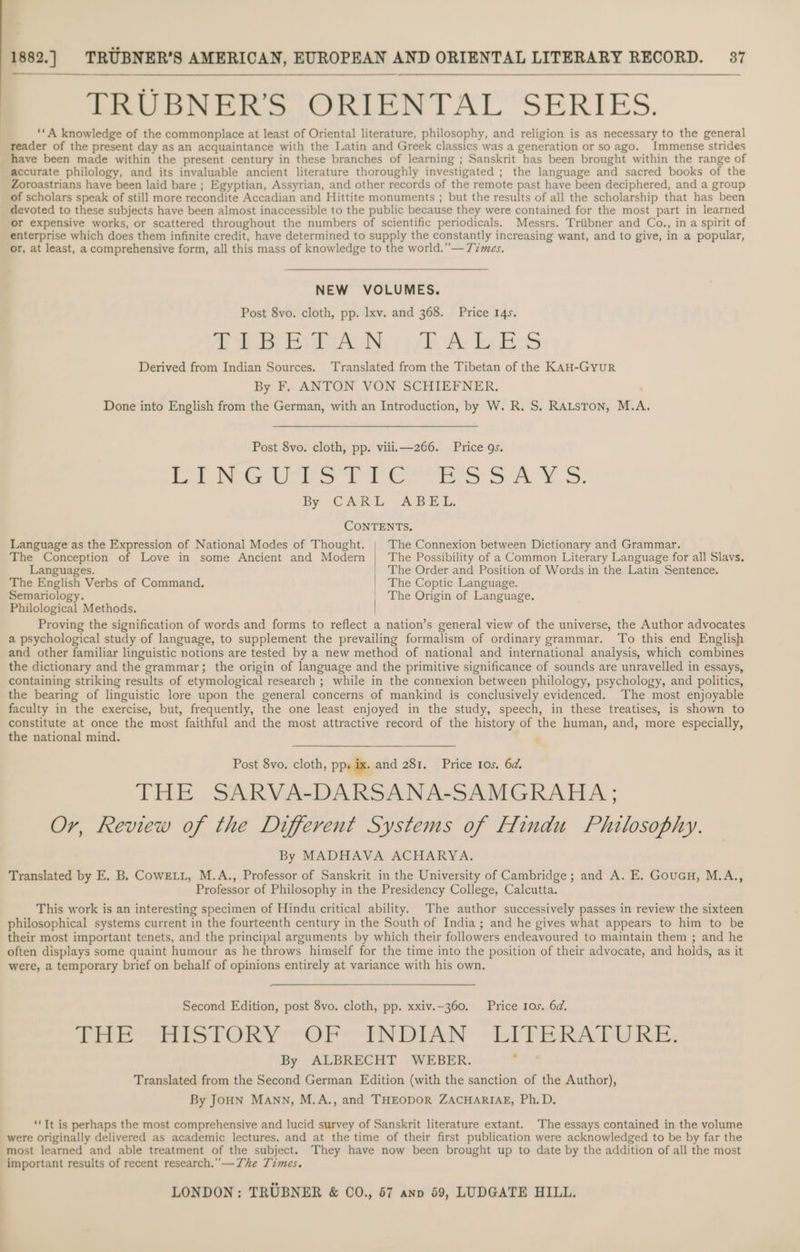 1882.] TRÜBNER'S AMERICAN, EUROPEAN AND ORIENTAL LITERARY RECORD. 37
TRÜBNER'S ORIENTAL SERIES.
“A knowledge of the commonplace at least of Oriental literature, philosophy, and religion is as necessary to the general
reader of the present day as an acquaintance with the Latin and Greek classics was a generation or so ago. Immense strides
have been made within the present century in these branches of learning ; Sanskrit has been brought within the range of
accurate philology, and its invaluable ancient literature thoroughly investigated ; the language and sacred books of the
Zoroastrians have been laid bare ; Egyptian, Assyrian, and other records of the remote past have been deciphered, and a group
of scholars speak of still more recondite Accadian and Hittite monuments ; but the results of all the scholarship that has been
devoted to these subjects have been almost inaccessible to the public because they were contained for the most part in learned
or expensive works, or scattered throughout the numbers of scientific periodicals. Messrs. Trübner and Co., in a spirit of
enterprise which does them infinite credit, have determined to supply the constantly increasing want, and to give, in a popular,
or, at least, a comprehensive form, all this mass of knowledge to the world.”—Times.
NEW VOLUMES.
Post 8vo. cloth, pp. lxv. and 368. Price 14s.
TIBETAN TALES
Derived from Indian Sources. Translated from the Tibetan of the KAH-GYUR
By F. ANTON VON SCHIEFNER.
Done into English from the German, with an Introduction, by W. R. S. RALSTON, M.A.
Post 8vo. cloth, pp. viii.—266. Price 9s.
LINGUISTIC ESSAYS.
By CARL ABEL.
CONTENTS.
Language as the Expression of National Modes of Thought.
The Conception of Love in some Ancient and Modern
Languages.
The English Verbs of Command.
Semariology.
Philological Methods.
The Connexion between Dictionary and Grammar.
The Possibility of a Common Literary Language for all Slavs.
The Order and Position of Words in the Latin Sentence.
The Coptic Language.
The Origin of Language.
Proving the signification of words and forms to reflect a nation's general view of the universe, the Author advocates
a psychological study of language, to supplement the prevailing formalism of ordinary grammar. To this end English
and other familiar linguistic notions are tested by a new method of national and international analysis, which combines
the dictionary and the grammar ; the origin of language and the primitive significance of sounds are unravelled in essays,
containing striking results of etymological research ; while in the connexion between philology, psychology, and politics,
the bearing of linguistic lore upon the general concerns of mankind is conclusively evidenced. The most enjoyable
faculty in the exercise, but, frequently, the one least enjoyed in the study, speech, in these treatises, is shown to
constitute at once the most faithful and the most attractive record of the history of the human, and, more especially,
the national mind.
Post 8vo. cloth, pp. ix. and 281. Price 10s. 6d.
THE SARVA-DARSANA-SAMGRAHA ;
Or, Review of the Different Systems of Hindu Philosophy.
By MADHAVA ACHARYA.
Translated by E. B. COWELL, M.A., Professor of Sanskrit in the University of Cambridge ; and A. E. GOUGH, M.A.,
Professor of Philosophy in the Presidency College, Calcutta.
This work is an interesting specimen of Hindu critical ability. The author successively passes in review the sixteen
philosophical systems current in the fourteenth century in the South of India ; and he gives what appears to him to be
their most important tenets, and the principal arguments by which their followers endeavoured to maintain them ; and he
often displays some quaint humour as he throws himself for the time into the position of their advocate, and holds, as it
were, a temporary brief on behalf of opinions entirely at variance with his own.
Second Edition, post 8vo. cloth, pp. xxiv.-360. Price 10s. 6d.
THE HISTORY OF INDIAN LITERATURE.
By ALBRECHT WEBER.
Translated from the Second German Edition (with the sanction of the Author),
By JOHN MANN, M.A., and THEODOR ZACHARIAE, Ph.D.
“It is perhaps the most comprehensive and lucid survey of Sanskrit literature extant. The essays contained in the volume
were originally delivered as academic lectures, and at the time of their first publication were acknowledged to be by far the
most learned and able treatment of the subject. They have now been brought up to date by the addition of all the most
important results of recent research.”—The Times.
LONDON: TRÜBNER & CO., 57 AND 59, LUDGATE HILL.